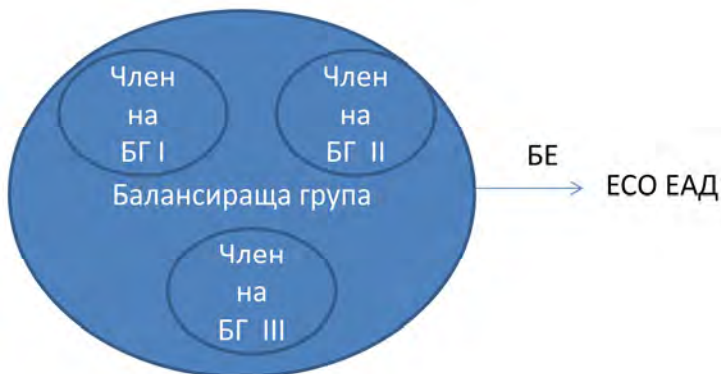 Член
на
БГ I
Член
на
БГ II
Балансираща група
Член
на
БГ III
БЕ
ЕСО ЕАД